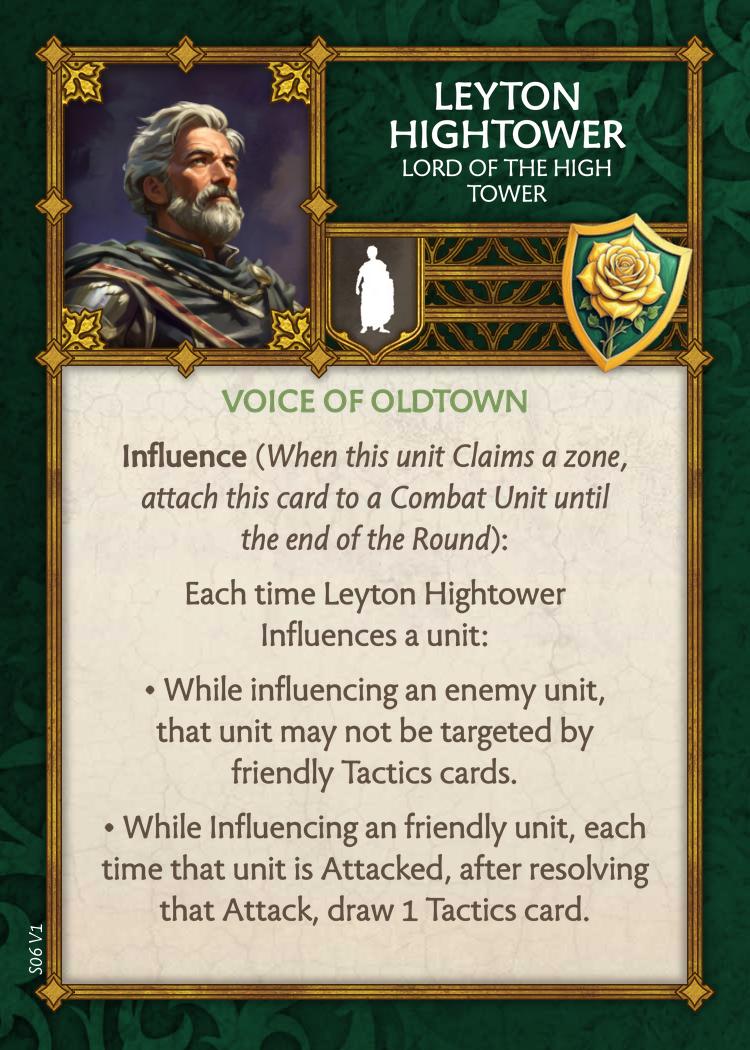 LEYTON
HIGHTOWER
LORD OF THE HIGH
TOWER
VOICE OF OLDTOWN
Influence (When this unit Claims a zone,
attach this card to a Combat Unit until
the end of the Round):
Each time Leyton Hightower
Influences a unit:
• While influencing an enemy unit,
that unit may not be targeted by
friendly Tactics cards.
• While Influencing an friendly unit, each
time that unit is Attacked, after resolving
that Attack, draw 1 Tactics card.
S06 V1